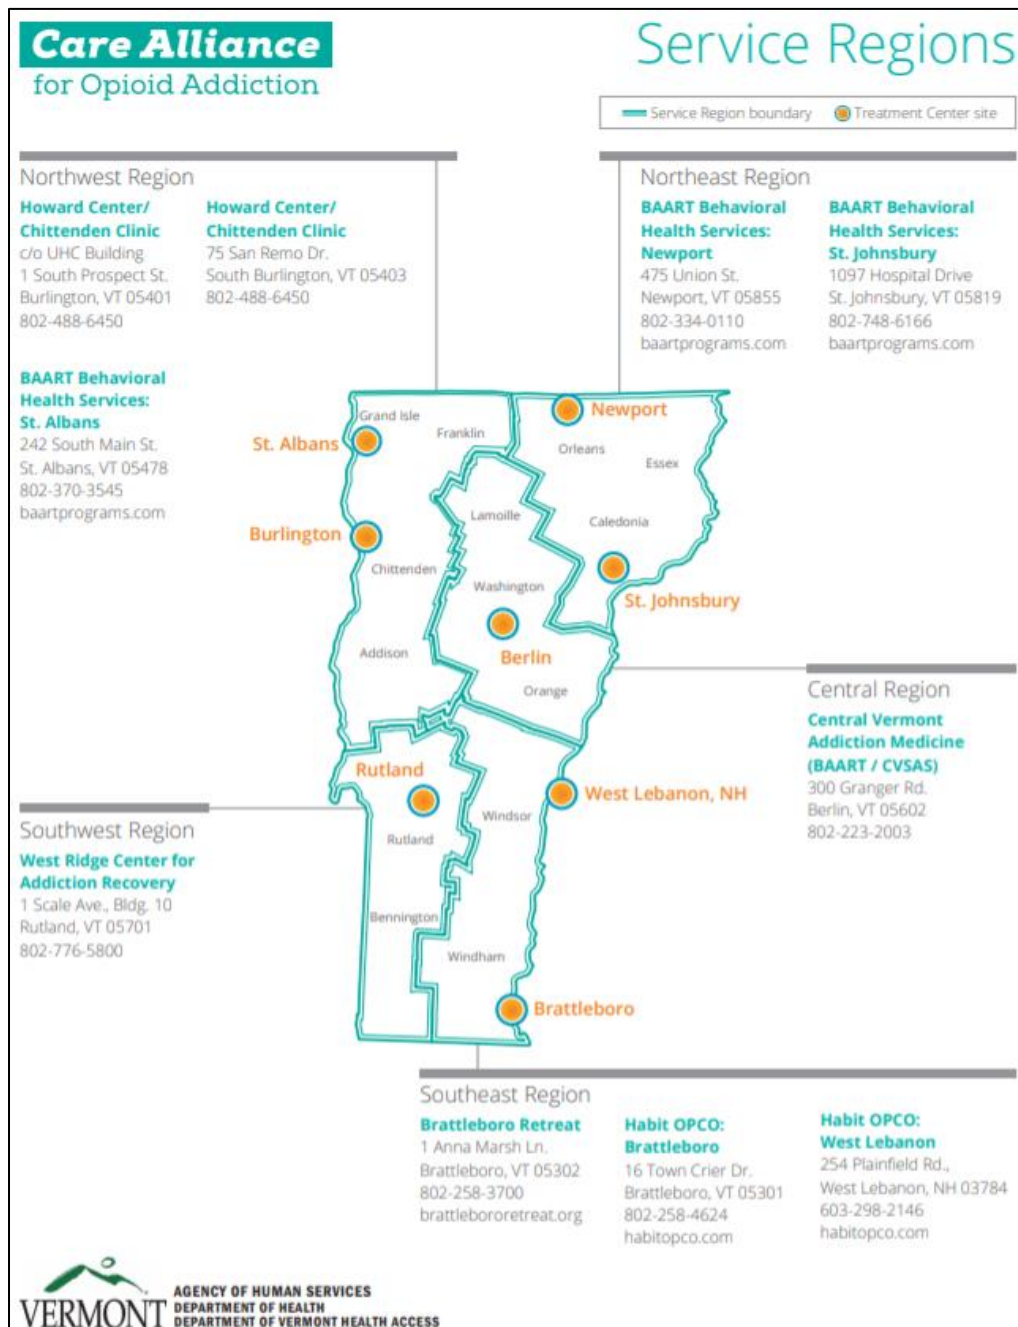 Care Alliance
for Opioid Addiction
Service Regions
Service Region boundary
Treatment Center site
Northwest Region
Howard Center/
Chittenden Clinic
c/o UHC Building
1 South Prospect St.
Burlington, VT 05401
802-488-6450
Howard Center/
Chittenden Clinic
75 San Remo Dr.
South Burlington, VT 05403
802-488-6450
BAART Behavioral
Health Services:
St. Albans
242 South Main St.
St. Albans, VT 05478
802-370-3545
baartprograms.com
Northeast Region
BAART Behavioral
Health Services:
Newport
475 Union St.
Newport, VT 05855
802-334-0110
baartprograms.com
BAART Behavioral
Health Services:
St. Johnsbury
1097 Hospital Drive
St. Johnsbury, VT 05819
802-748-6166
baartprograms.com
Grand Isle
Franklin
St. Albans
Newport
Orleans
Essex
Lamoille
Caledonia
Burlington
Chittenden
Washington
St. Johnsbury
Addison
Berlin
Orange
Rutland
West Lebanon, NH
Windsor
Rutland
Bennington
Windham
Brattleboro
Central Region
Central Vermont
Addiction Medicine
(BAART / CVSAS)
300 Granger Rd.
Berlin, VT 05602
802-223-2003
Southwest Region
West Ridge Center for
Addiction Recovery
1 Scale Ave., Bldg. 10
Rutland, VT 05701
802-776-5800
Southeast Region
Brattleboro Retreat
1 Anna Marsh Ln.
Brattleboro, VT 05302
802-258-3700
brattlebororetreat.org
Habit OPCO:
Brattleboro
16 Town Crier Dr.
Brattleboro, VT 05301
802-258-4624
habitopco.com
Habit OPCO:
West Lebanon
254 Plainfield Rd.,
West Lebanon, NH 03784
603-298-2146
habitopco.com
VERMONT
AGENCY OF HUMAN SERVICES
DEPARTMENT OF HEALTH
DEPARTMENT OF VERMONT HEALTH ACCESS